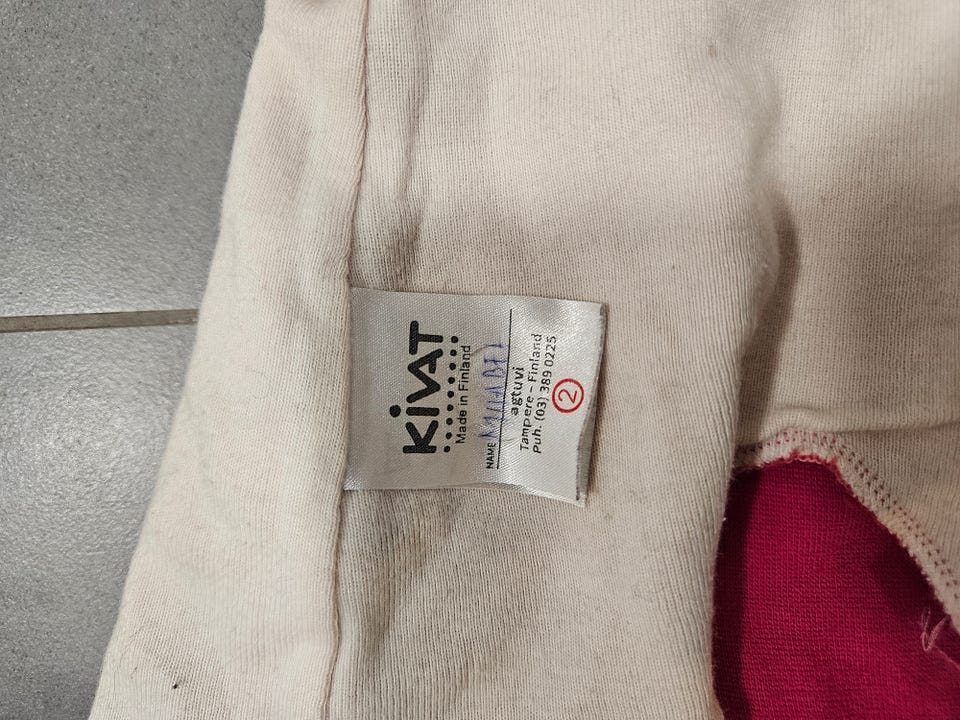 KiVAT
Made in Finland
NAME
agtuvi
Tampere – Finland
Puh. (03) 389 0225
2